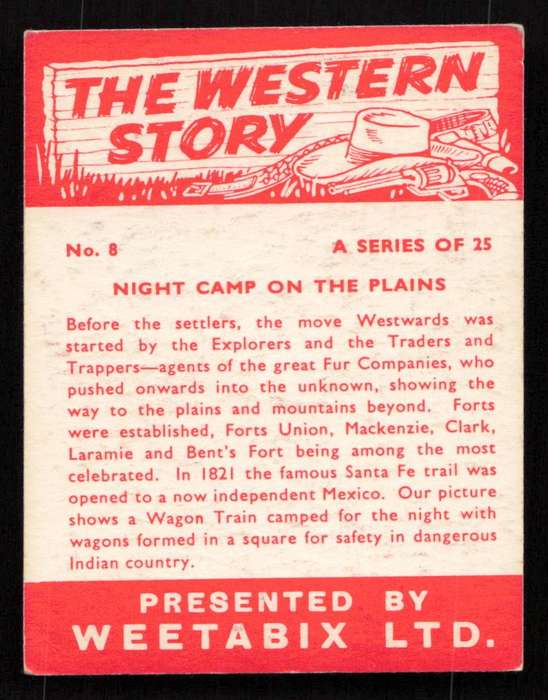 THE WESTERN
STORY
No. 8 A SERIES OF 25
NIGHT CAMP ON THE PLAINS
Before the settlers, the move Westwards was
started by the Explorers and the Traders and
Trappers—agents of the great Fur Companies, who
pushed onwards into the unknown, showing the
way to the plains and mountains beyond. Forts
were established, Forts Union, Mackenzie, Clark,
Laramie and Bent's Fort being among the most
celebrated. In 1821 the famous Santa Fe trail was
opened to a now independent Mexico. Our picture
shows a Wagon Train camped for the night with
wagons formed in a square for safety in dangerous
Indian country.
PRESENTED BY
WEETABIX LTD.